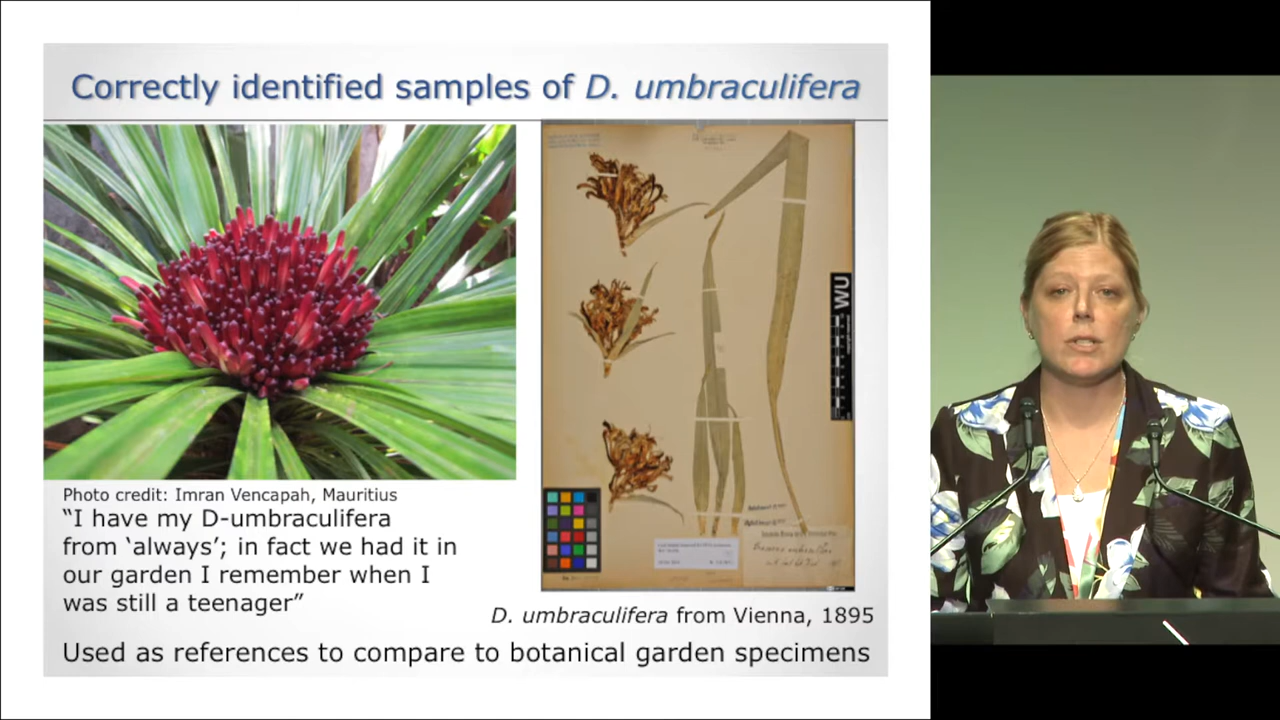 Correctly identified samples of D. umbraculifera
Photo credit: Imran Vencapah, Mauritius
“I have my D-umbraculifera
from ‘always’; in fact we had it in
our garden I remember when I
was still a teenager”
WU
D. umbraculifera from Vienna, 1895
Used as references to compare to botanical garden specimens